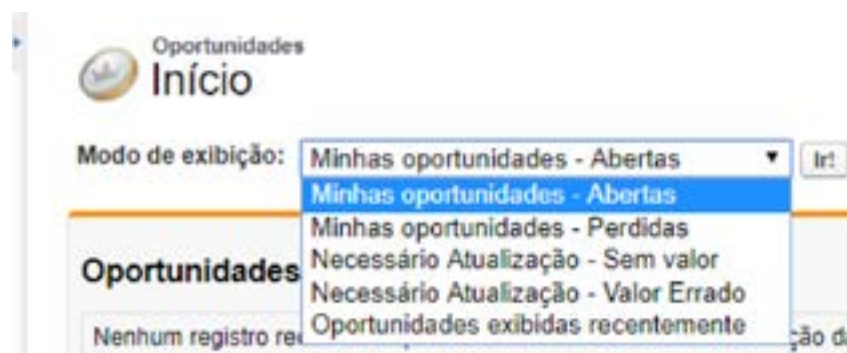 Oportunidades
Início
Modo de exibição: Minhas oportunidades - Abertas Ir!
Minhas oportunidades - Abertas
Minhas oportunidades - Perdidas
Oportunidades Necessário Atualização - Sem valor
Necessário Atualização - Valor Errado
Nenhum registro Oportunidades exibidas recentemente